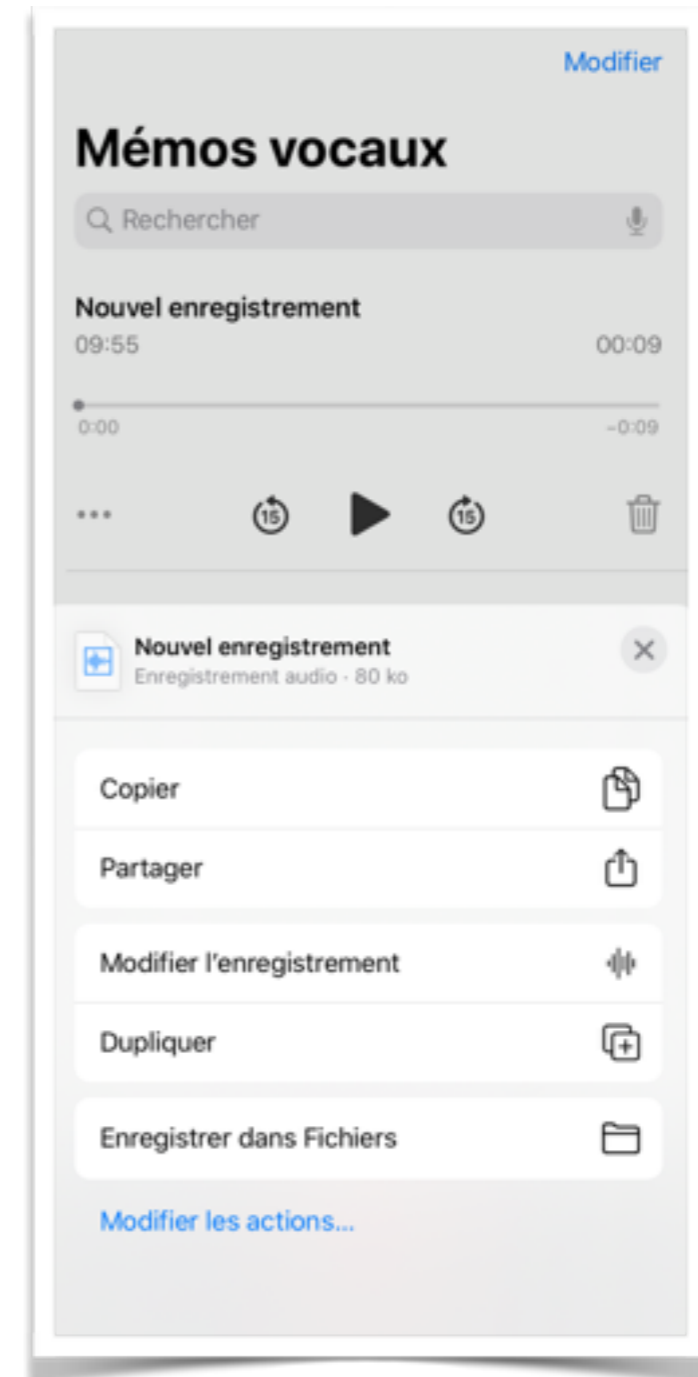 Modifier
Mémos vocaux
Rechercher
Nouvel enregistrement
09:55 00:09
0:00 -0:09
15 15
Nouvel enregistrement
Enregistrement audio · 80 ko
Copier
Partager
Modifier l'enregistrement
Dupliquer
Enregistrer dans Fichiers
Modifier les actions...